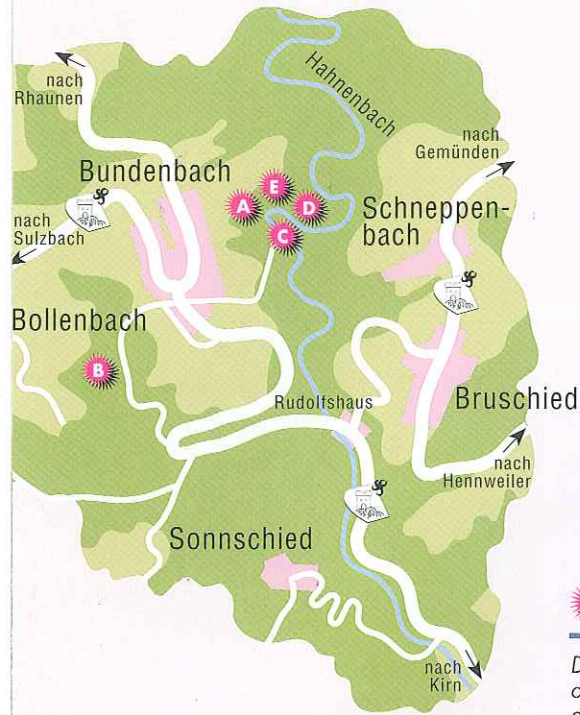 Hahnenbach
nach
Rhaunen
nach
Gemünden
Bundenbach
E
A
D
Schneppen-
bach
C
nach
Sulzbach
Bollenbach
B
Rudolfshaus
Bruschied
nach
Hennweiler
Sonnschied
nach
Kirn